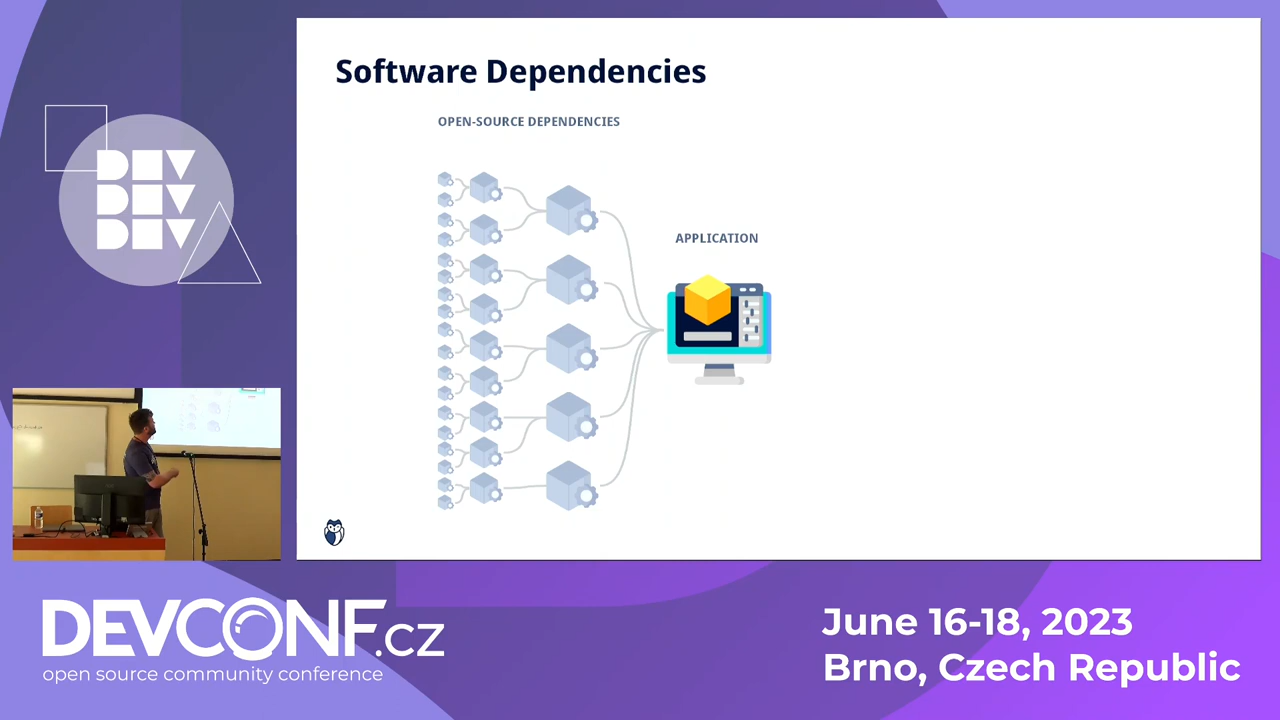 Software Dependencies
OPEN-SOURCE DEPENDENCIES
APPLICATION
DEV
DEV
DEV
DEVCONF.cz
open source community conference
June 16-18, 2023
Brno, Czech Republic